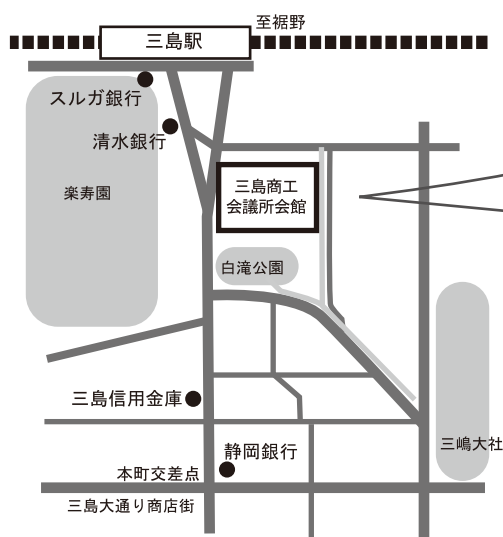 至裾野
三島駅
スルガ銀行
清水銀行
楽寿園
三島商工
会議所会館
白滝公園
三島信用金庫
三嶋大社
静岡銀行
本町交差点
三島大通り商店街